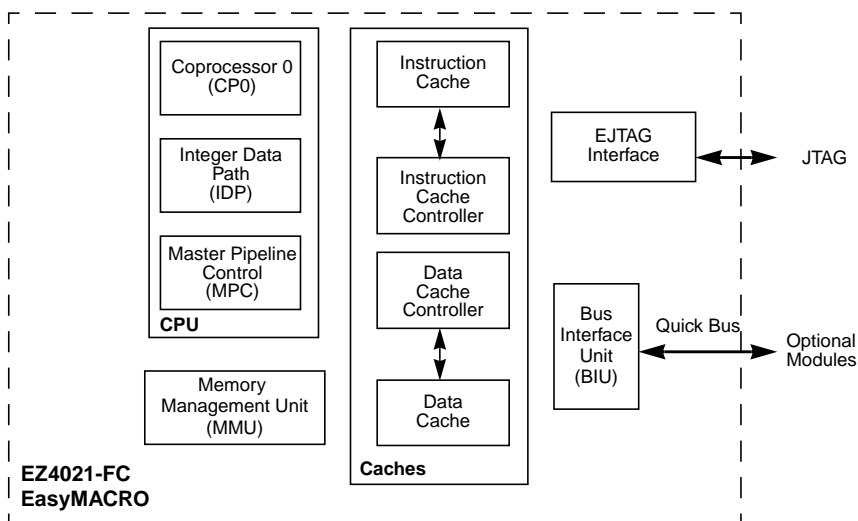 Coprocessor 0
(CP0)
Integer Data
Path
(IDP)
Master Pipeline
Control
(MPC)
CPU
Memory
Management Unit
(MMU)
Instruction
Cache
Instruction
Cache
Controller
Data
Cache
Controller
Data
Cache
Caches
EJTAG
Interface
JTAG
Bus
Interface
Unit
(BIU)
Quick Bus
Optional
Modules
EZ4021-FC
EasyMACRO